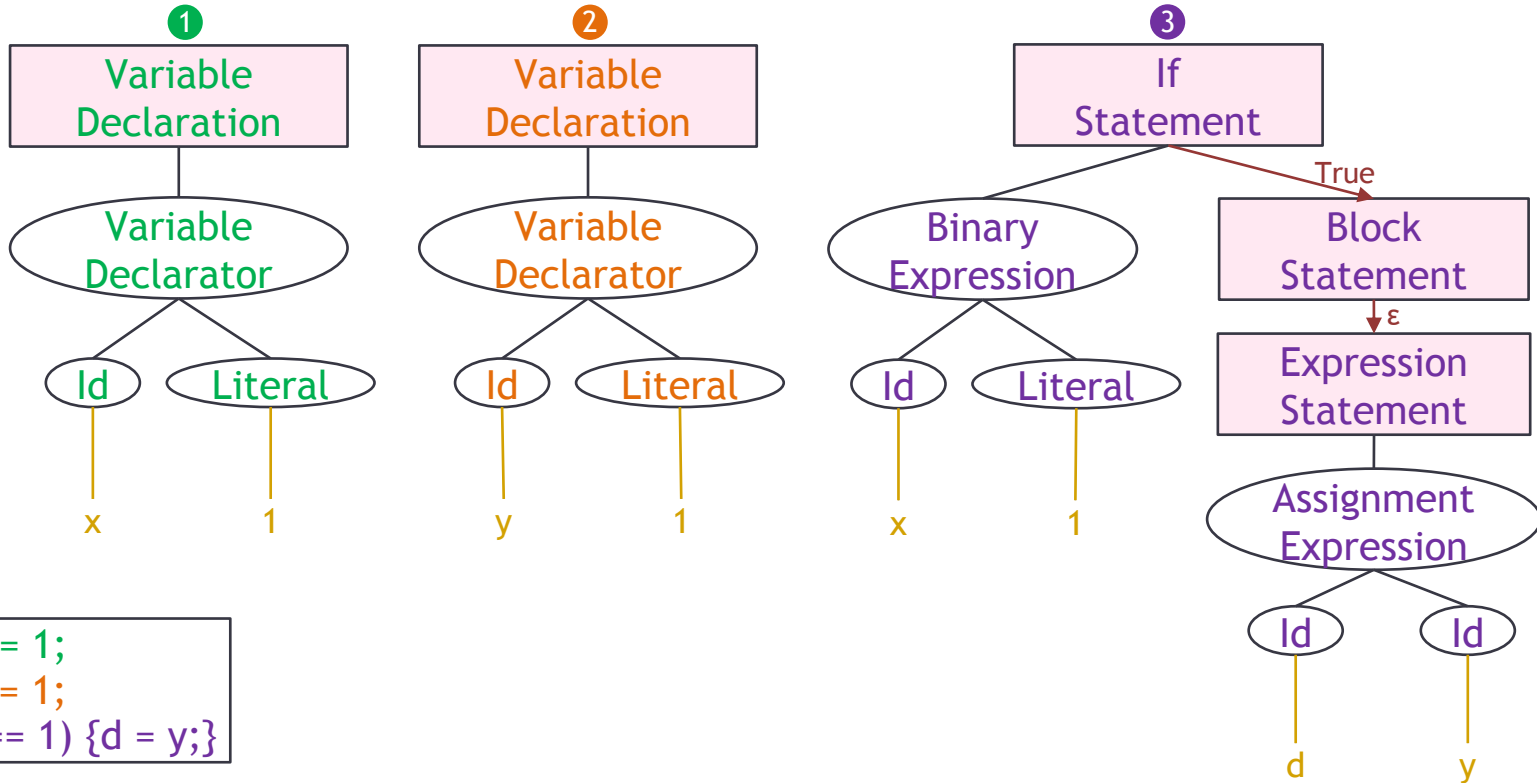 1
Variable
Declaration
Variable
Declarator
Id
Literal
x
1
2
Variable
Declaration
Variable
Declarator
Id
Literal
y
1
3
If
Statement
True
Binary
Expression
Id
Literal
x
1
Block
Statement
ε
Expression
Statement
Assignment
Expression
Id
Id
d
y
= 1;
= 1;
== 1) {d = y;}